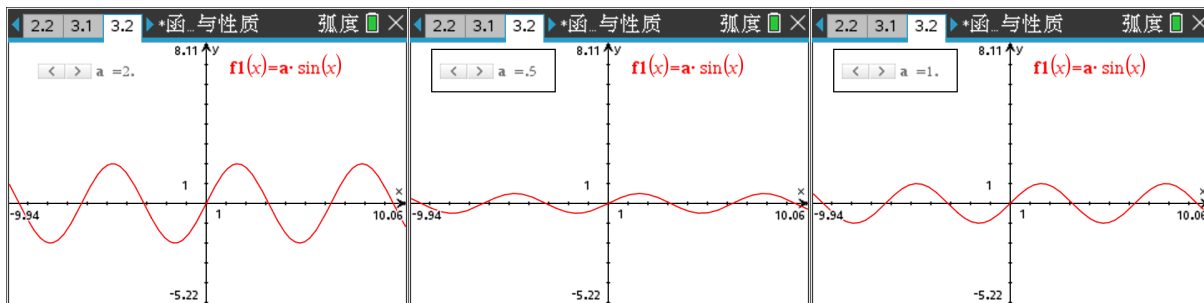 2.2 3.1 3.2 *函...与性质 弧度
8.11 y
< > a =2.
f1(x)=a· sin(x)
1
x
-9.94
1
10.06
-5.22
2.2 3.1 3.2 *函...与性质 弧度
8.11 y
< > a =.5
f1(x)=a· sin(x)
1
x
-9.94
1
10.06
-5.22
2.2 3.1 3.2 *函...与性质 弧度
8.11 y
< > a =1.
f1(x)=a· sin(x)
1
x
-9.94
1
10.06
-5.22